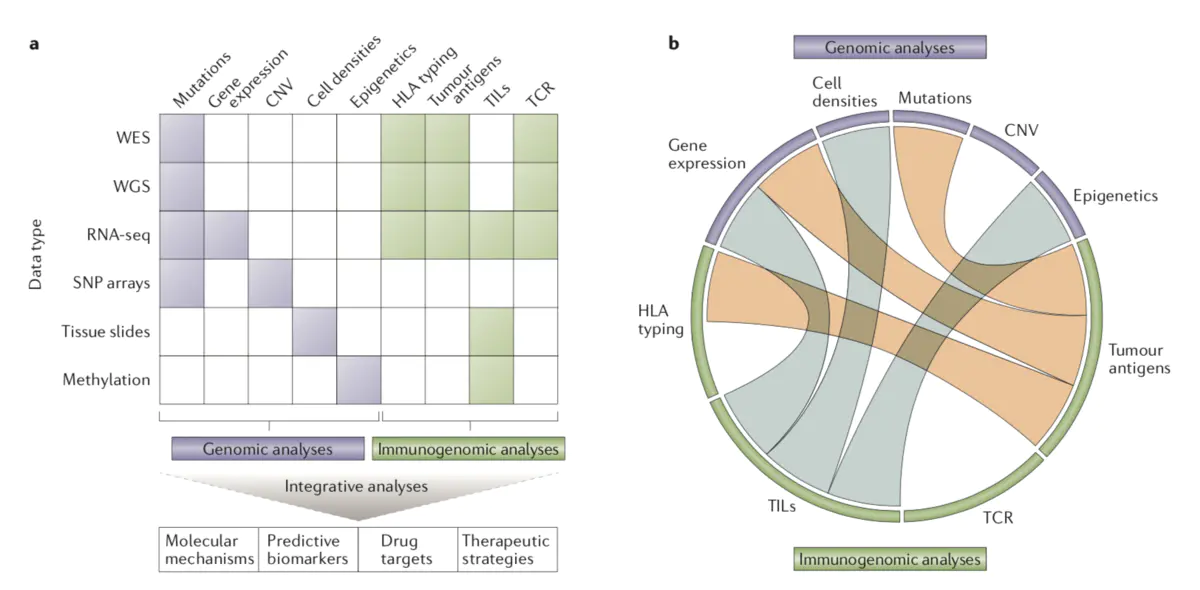 a
Mutations
Gene
expression
CNV
Cell densities
Epigenetics
HLA typing
Tumour
antigens
TILs
TCR
Data type
WES
WGS
RNA-seq
SNP arrays
Tissue slides
Methylation
Genomic analyses
Immunogenomic analyses
Integrative analyses
Molecular
mechanisms
Predictive
biomarkers
Drug
targets
Therapeutic
strategies
b
Genomic analyses
Cell
densities
Mutations
CNV
Gene
expression
Epigenetics
HLA
typing
Tumour
antigens
TILs
TCR
Immunogenomic analyses